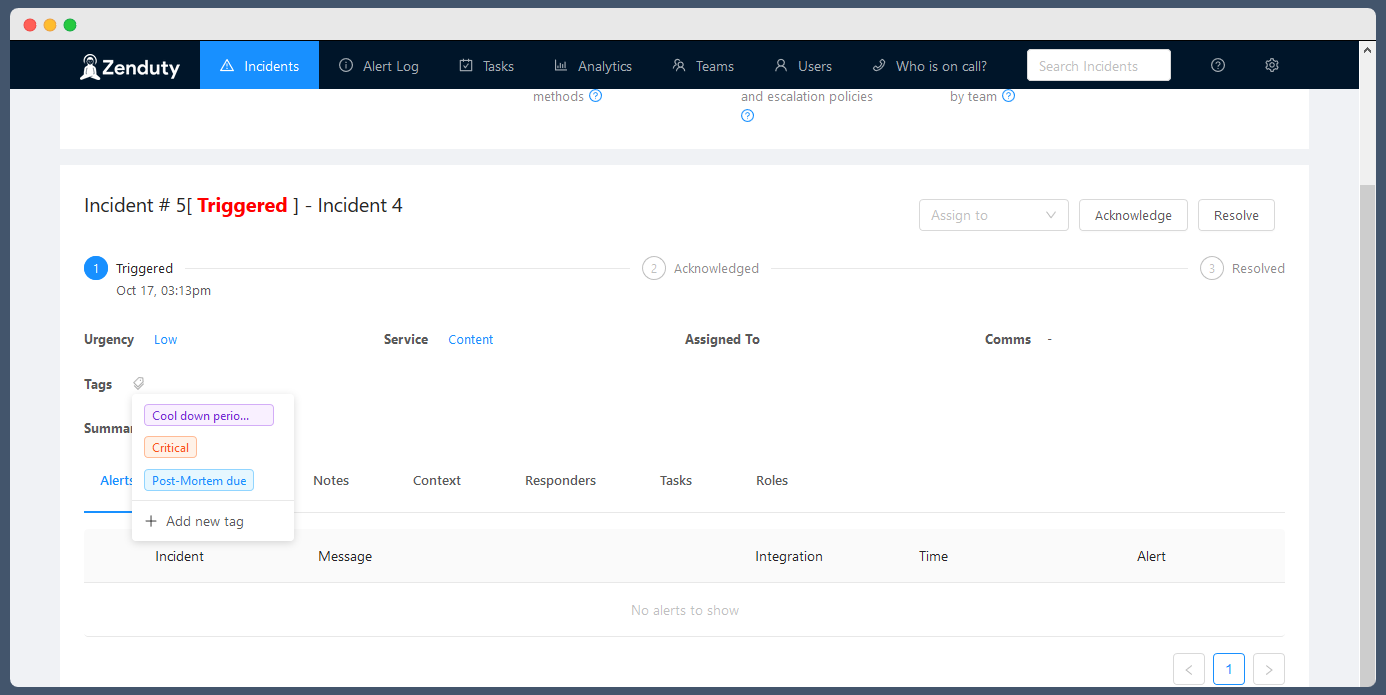 Zenduty Incidents Alert Log Tasks Analytics Teams Users Who is on call? Search Incidents
methods and escalation policies by team
Incident # 5[ Triggered ] - Incident 4
Assign to Acknowledge Resolve
1 Triggered 2 Acknowledged 3 Resolved
Oct 17, 03:13pm
Urgency Low Service Content Assigned To Comms -
Tags
Cool down perio...
Summar
Critical
Alerts Post-Mortem due Notes Context Responders Tasks Roles
+ Add new tag
Incident Message Integration Time Alert
No alerts to show
< 1 >